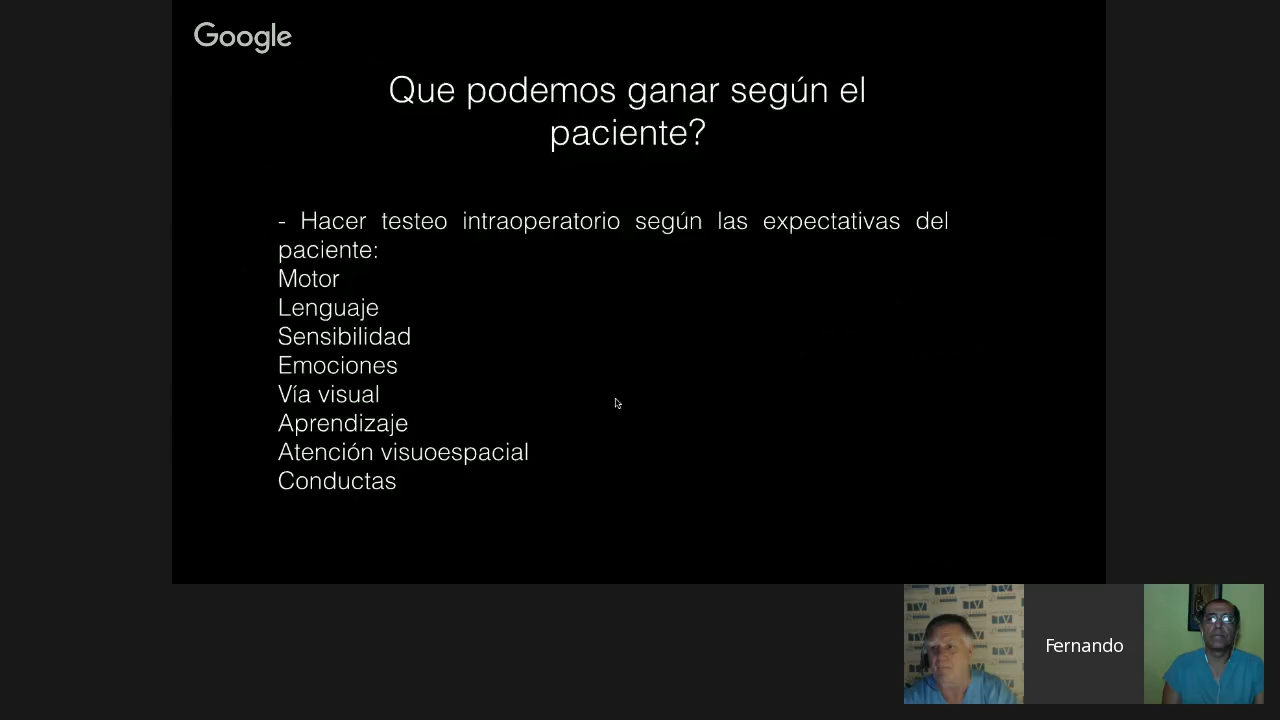 Google
Que podemos ganar según el
paciente?
- Hacer testeo intraoperatorio según las expectativas del
paciente:
Motor
Lenguaje
Sensibilidad
Emociones
Vía visual
Aprendizaje
Atención visuoespacial
Conductas
Fernando
TV